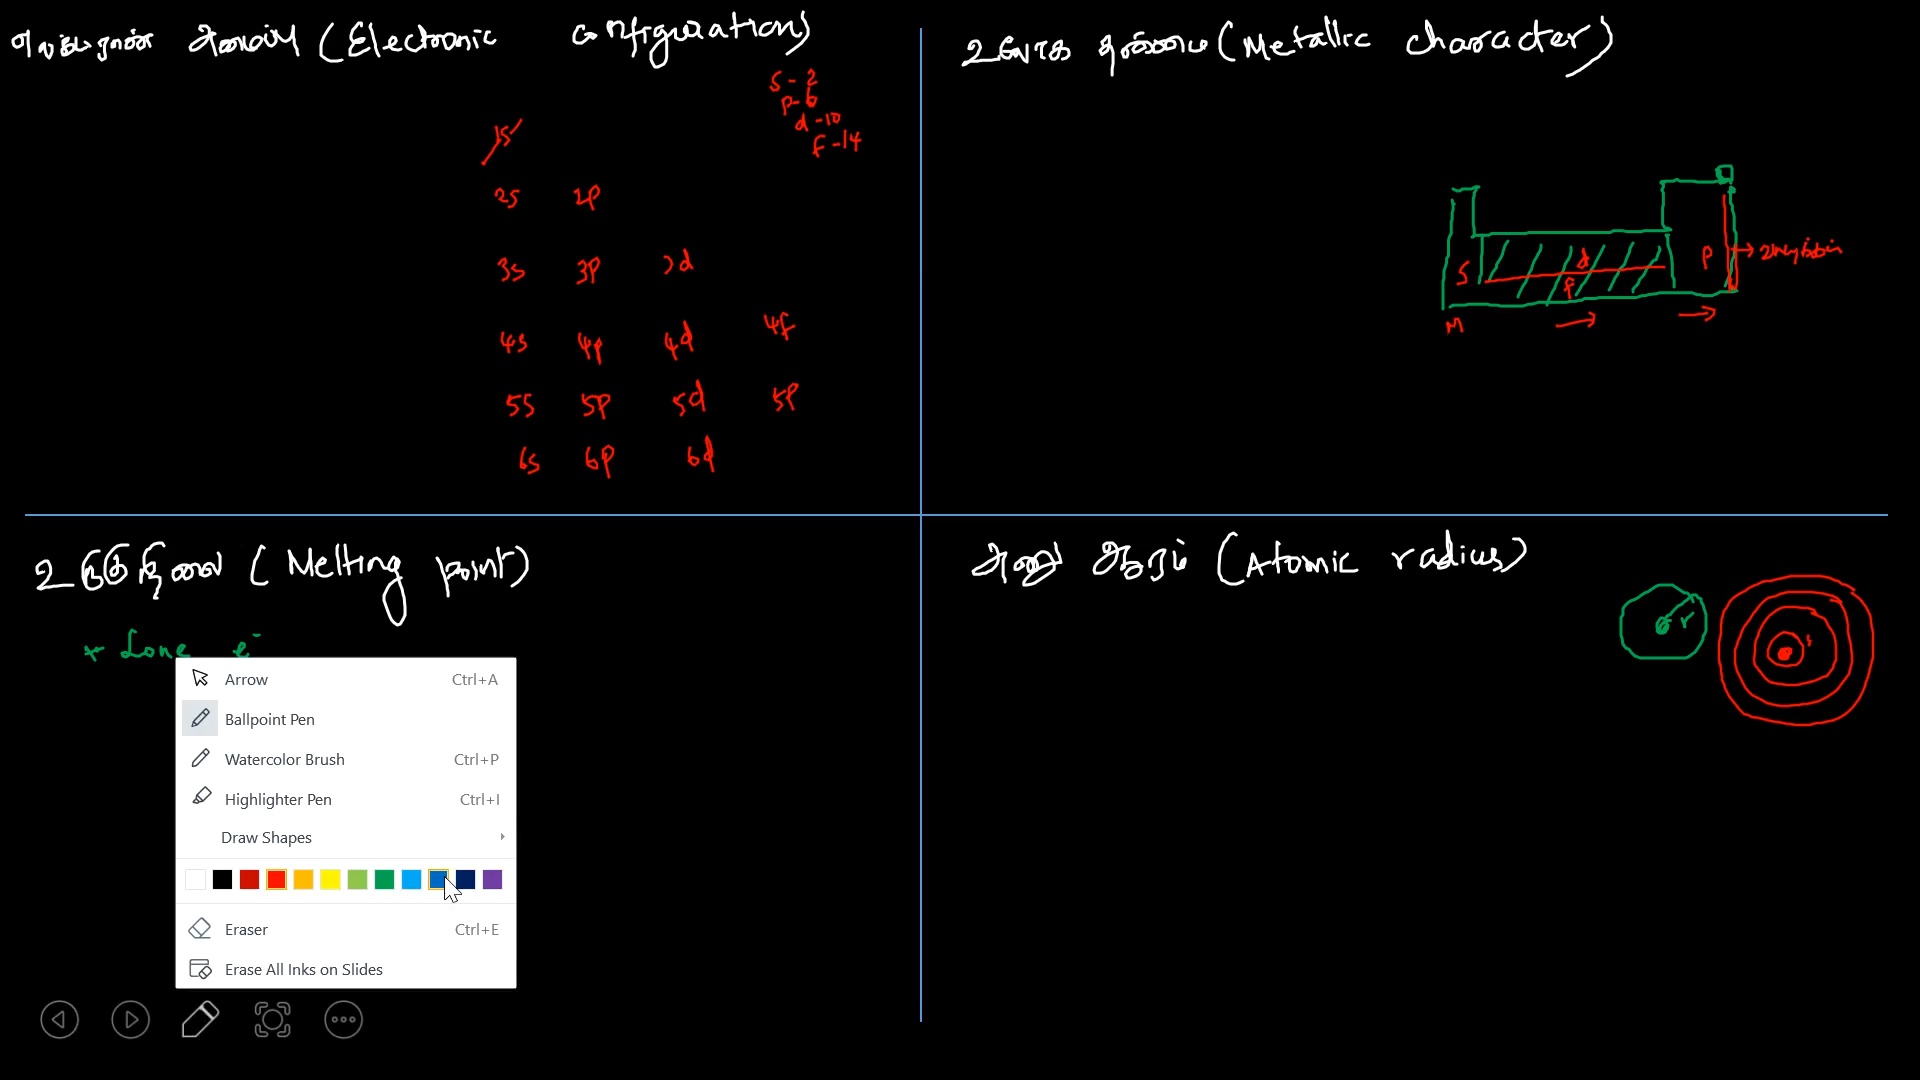 எலக்ட்ரான் அமைப்பு (Electronic configuration)
S - 2
P - 6
d - 10
f - 14
1S
2S 2P
3S 3P 3d
4S 4P 4d 4f
5S 5P 5d 5f
6S 6P 6d
உலோக தன்மை (Metallic character)
S d P
f
M
உருகுநிலை (Melting point)
* Lone e⁻
அணு ஆரம் (Atomic radius)
r
Arrow Ctrl+A
Ballpoint Pen
Watercolor Brush Ctrl+P
Highlighter Pen Ctrl+I
Draw Shapes
Eraser Ctrl+E
Erase All Inks on Slides